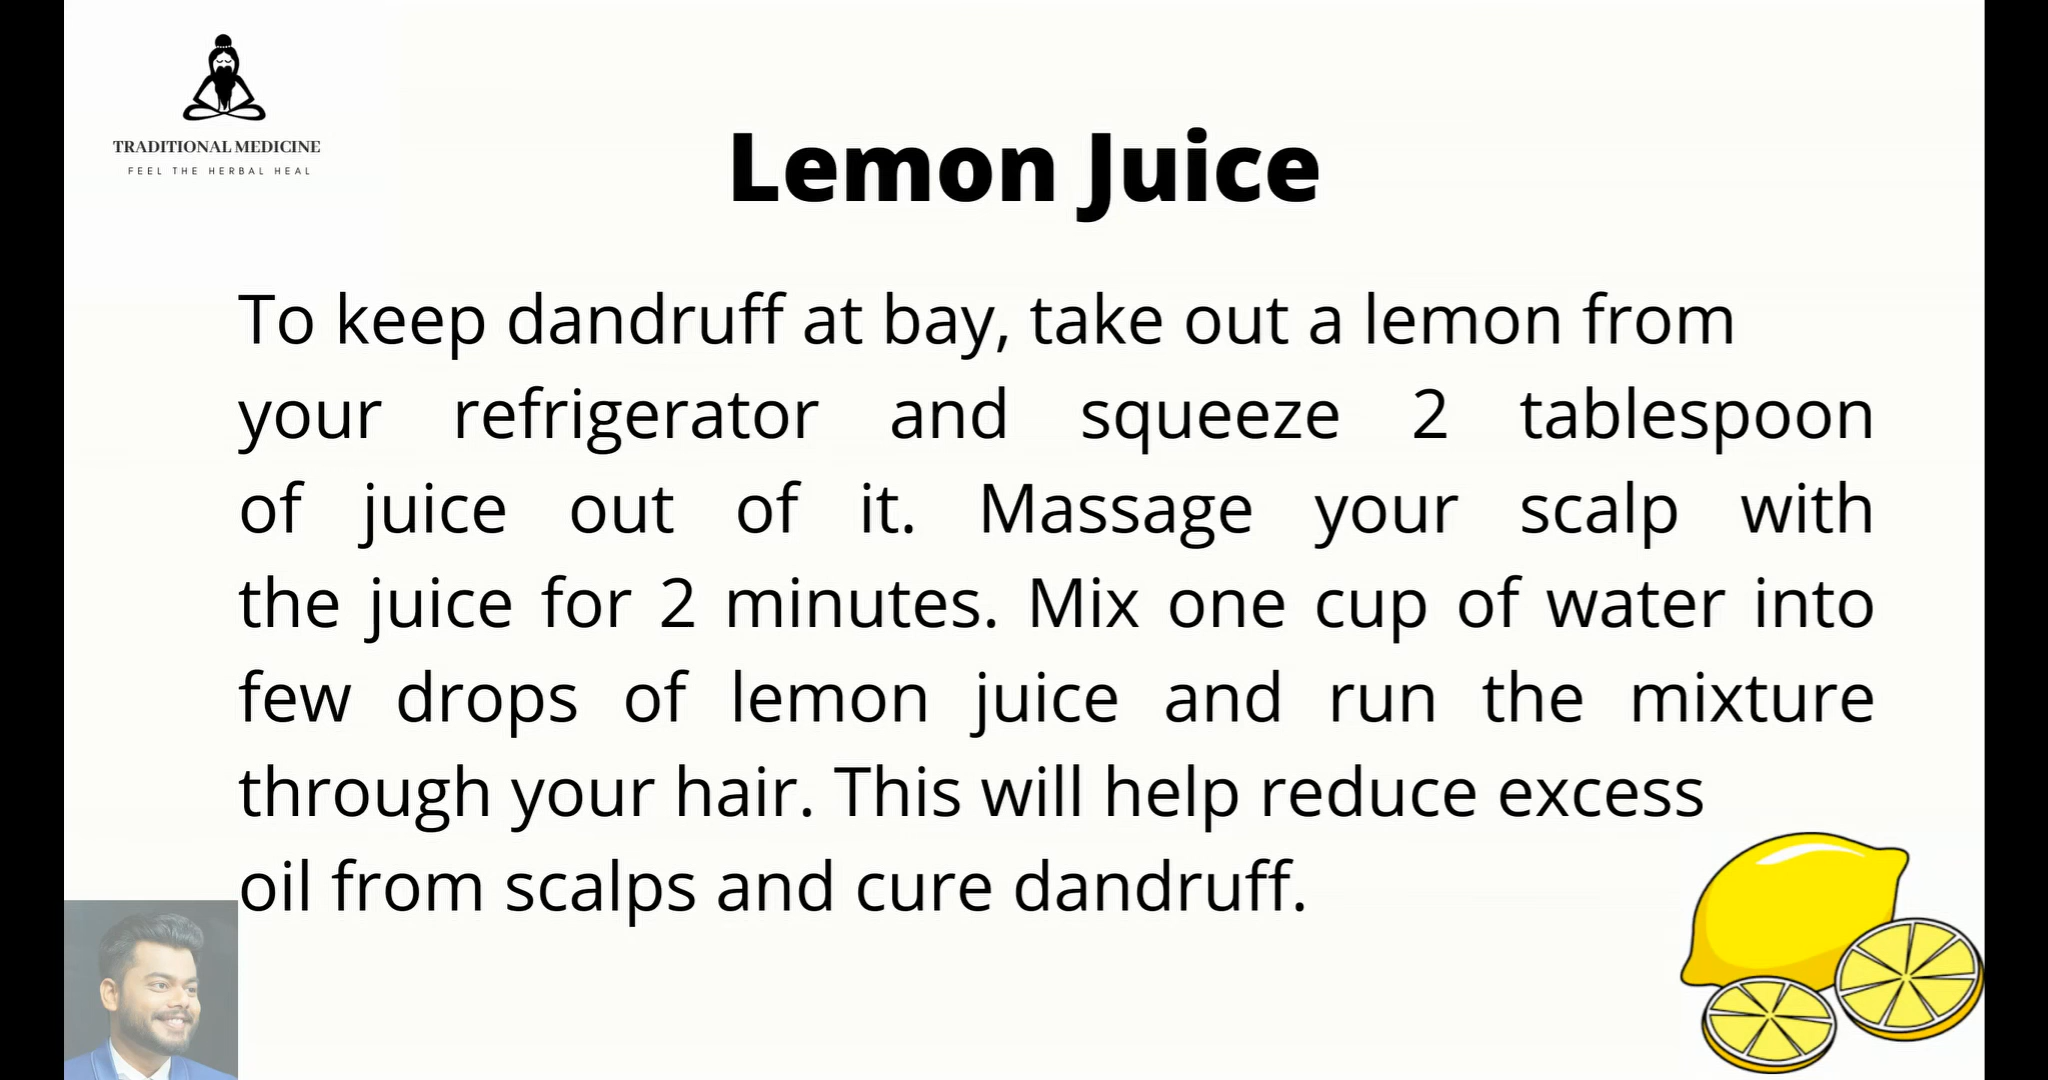 TRADITIONAL MEDICINE
FEEL THE HERBAL HEAL
Lemon Juice
To keep dandruff at bay, take out a lemon from
your refrigerator and squeeze 2 tablespoon
of juice out of it. Massage your scalp with
the juice for 2 minutes. Mix one cup of water into
few drops of lemon juice and run the mixture
through your hair. This will help reduce excess
oil from scalps and cure dandruff.